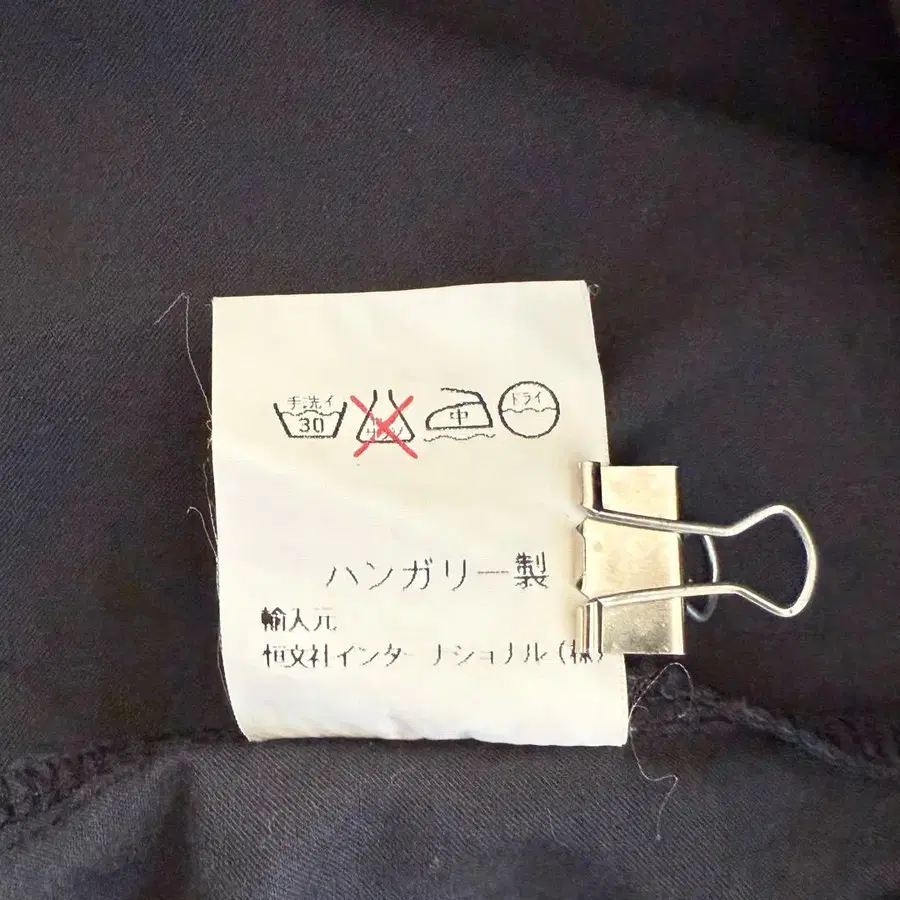 手洗イ 30 中 ドライ
ハンガリー製
輸入元
恒文社インターナショナル（株）